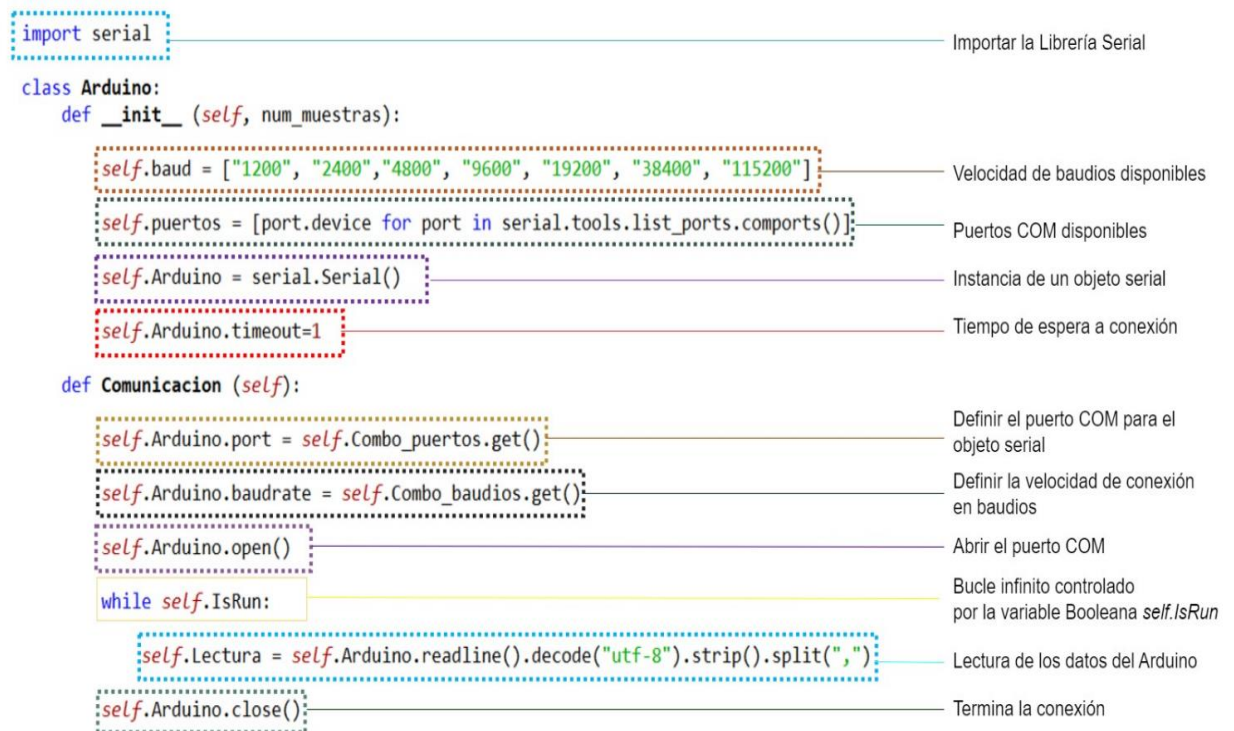 import serial
Importar la Librería Serial
class Arduino:
def __init__ (self, num_muestras):
self.baud = ["1200", "2400","4800", "9600", "19200", "38400", "115200"]
Velocidad de baudios disponibles
self.puertos = [port.device for port in serial.tools.list_ports.comports()]
Puertos COM disponibles
self.Arduino = serial.Serial()
Instancia de un objeto serial
self.Arduino.timeout=1
Tiempo de espera a conexión
def Comunicacion (self):
self.Arduino.port = self.Combo_puertos.get()
Definir el puerto COM para el
objeto serial
self.Arduino.baudrate = self.Combo_baudios.get()
Definir la velocidad de conexión
en baudios
self.Arduino.open()
Abrir el puerto COM
while self.IsRun:
Bucle infinito controlado
por la variable Booleana self.IsRun
self.Lectura = self.Arduino.readline().decode("utf-8").strip().split(",")
Lectura de los datos del Arduino
self.Arduino.close()
Termina la conexión